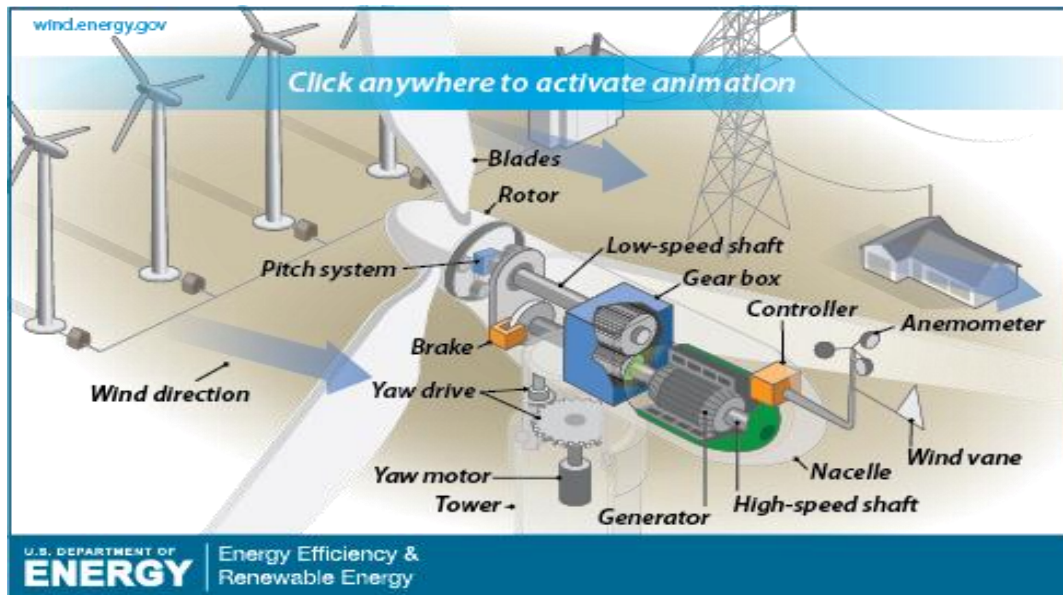 wind.energy.gov
Click anywhere to activate animation
Blades
Rotor
Low-speed shaft
Pitch system
Gear box
Controller
Anemometer
Brake
Wind direction
Yaw drive
Wind vane
Nacelle
Yaw motor
Tower
High-speed shaft
Generator
U.S. DEPARTMENT OF
ENERGY
Energy Efficiency &
Renewable Energy